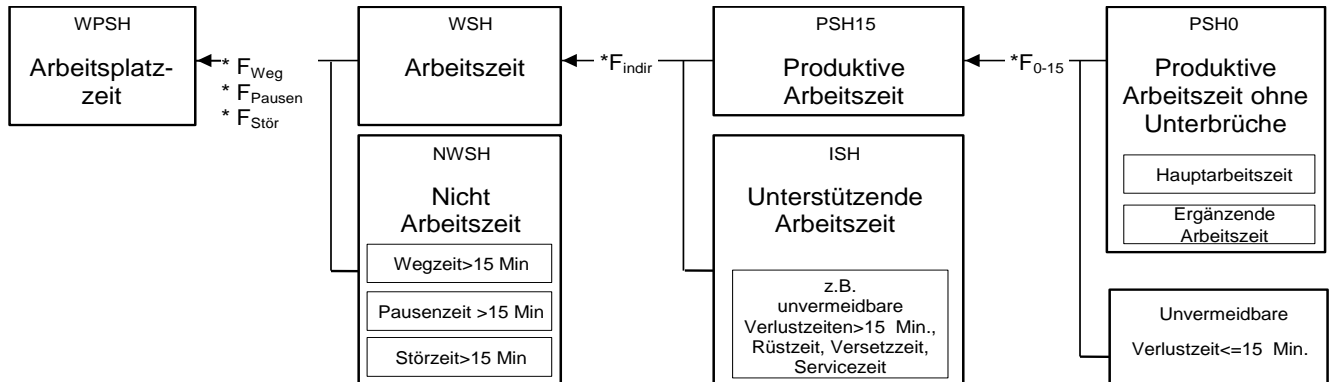 WPSH
Arbeitsplatz-
zeit
* F_Weg
* F_Pausen
* F_Stör
WSH
Arbeitszeit
*F_indir
PSH15
Produktive
Arbeitszeit
*F_0-15
PSH0
Produktive
Arbeitszeit ohne
Unterbrüche
Hauptarbeitszeit
Ergänzende
Arbeitszeit
NWSH
Nicht
Arbeitszeit
Wegzeit>15 Min
Pausenzeit >15 Min
Störzeit>15 Min
ISH
Unterstützende
Arbeitszeit
z.B.
unvermeidbare
Verlustzeiten>15 Min.,
Rüstzeit, Versetzzeit,
Servicezeit
Unvermeidbare
Verlustzeit<=15 Min.